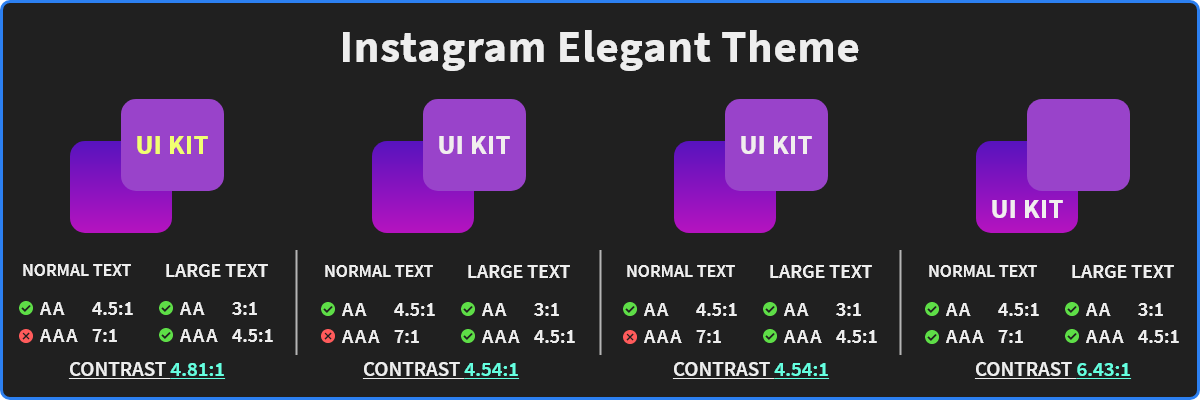 Instagram Elegant Theme
UI KIT
NORMAL TEXT LARGE TEXT
AA 4.5:1 AA 3:1
AAA 7:1 AAA 4.5:1
CONTRAST 4.81:1
UI KIT
NORMAL TEXT LARGE TEXT
AA 4.5:1 AA 3:1
AAA 7:1 AAA 4.5:1
CONTRAST 4.54:1
UI KIT
NORMAL TEXT LARGE TEXT
AA 4.5:1 AA 3:1
AAA 7:1 AAA 4.5:1
CONTRAST 4.54:1
UI KIT
NORMAL TEXT LARGE TEXT
AA 4.5:1 AA 3:1
AAA 7:1 AAA 4.5:1
CONTRAST 6.43:1